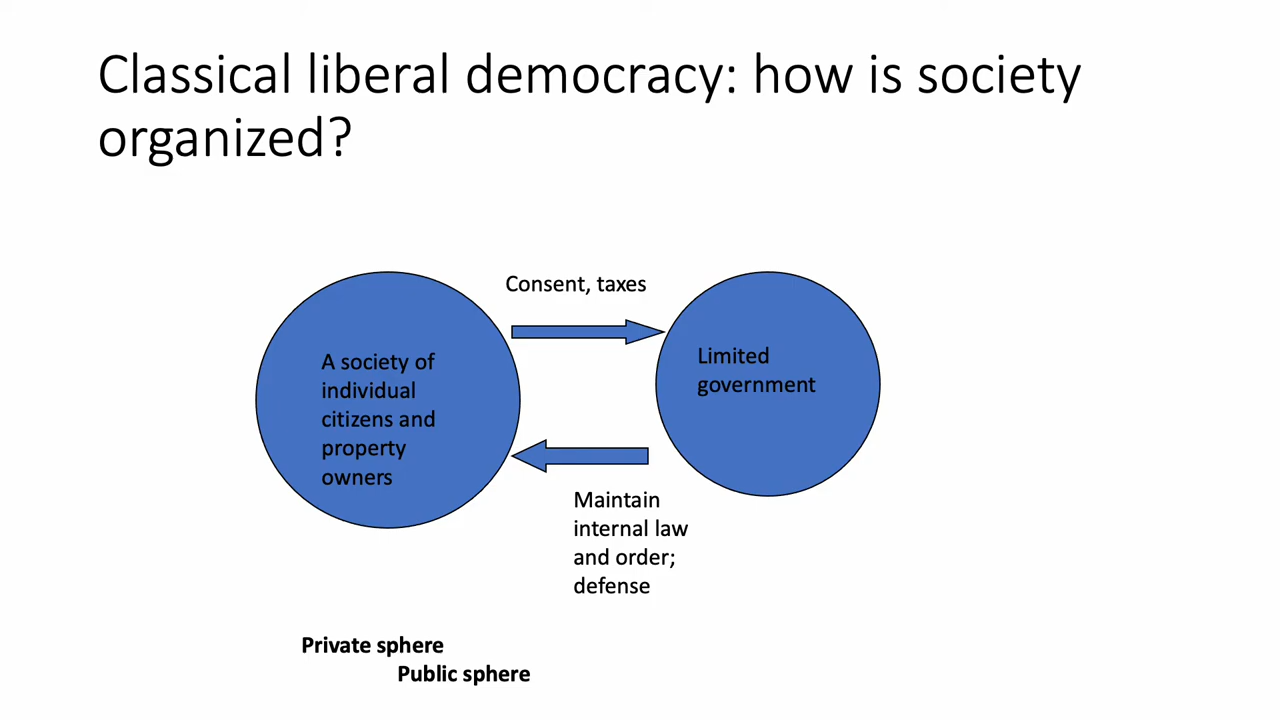 Classical liberal democracy: how is society
organized?
Consent, taxes
A society of
individual
citizens and
property
owners
Limited
government
Maintain
internal law
and order;
defense
Private sphere
Public sphere